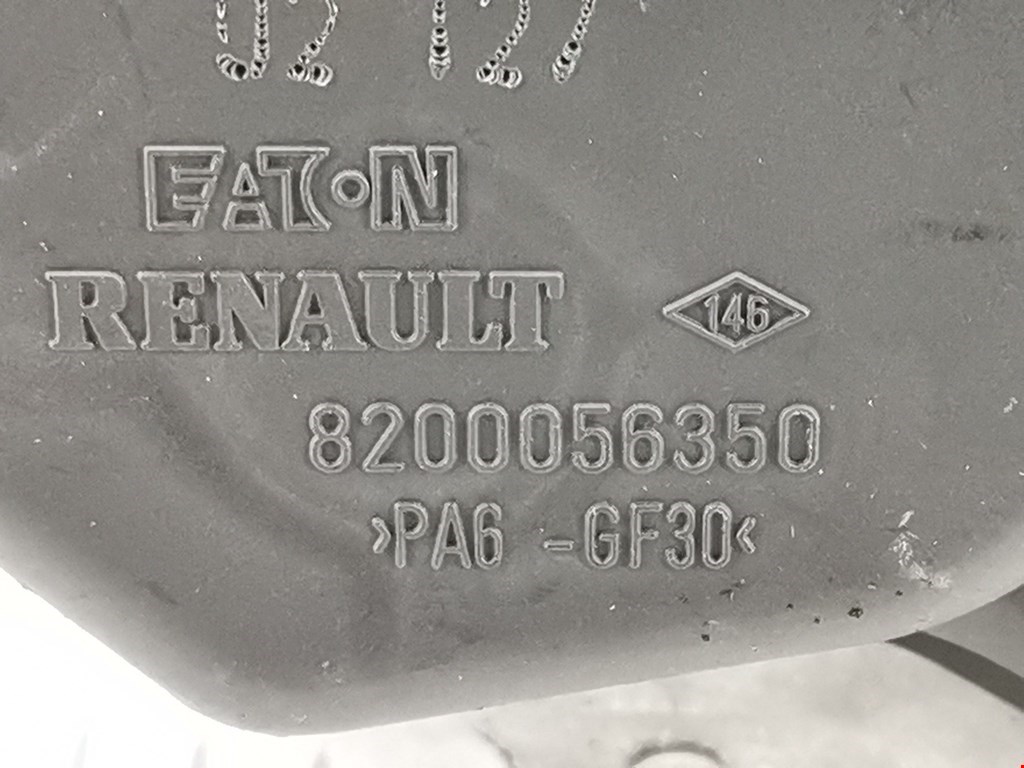 EATON
RENAULT 146
8200056350
>PA6 -GF30<